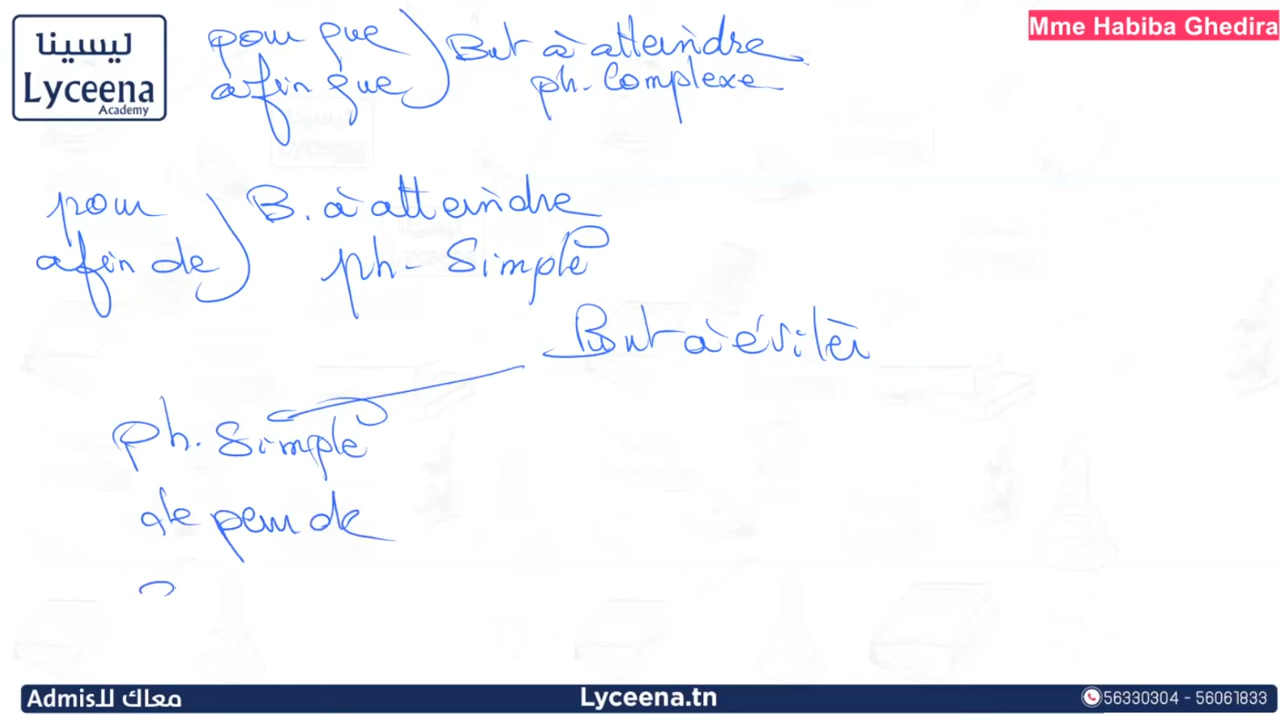 ليسينا
Lyceena
Academy
Mme Habiba Ghedira
pour que
afin que
But à atteindre
ph. Complexe
pour
afin de
B. à atteindre
ph - Simple
But à éviter
ph. Simple
de peur de
Admis معاك للـ
Lyceena.tn
56330304 - 56061833